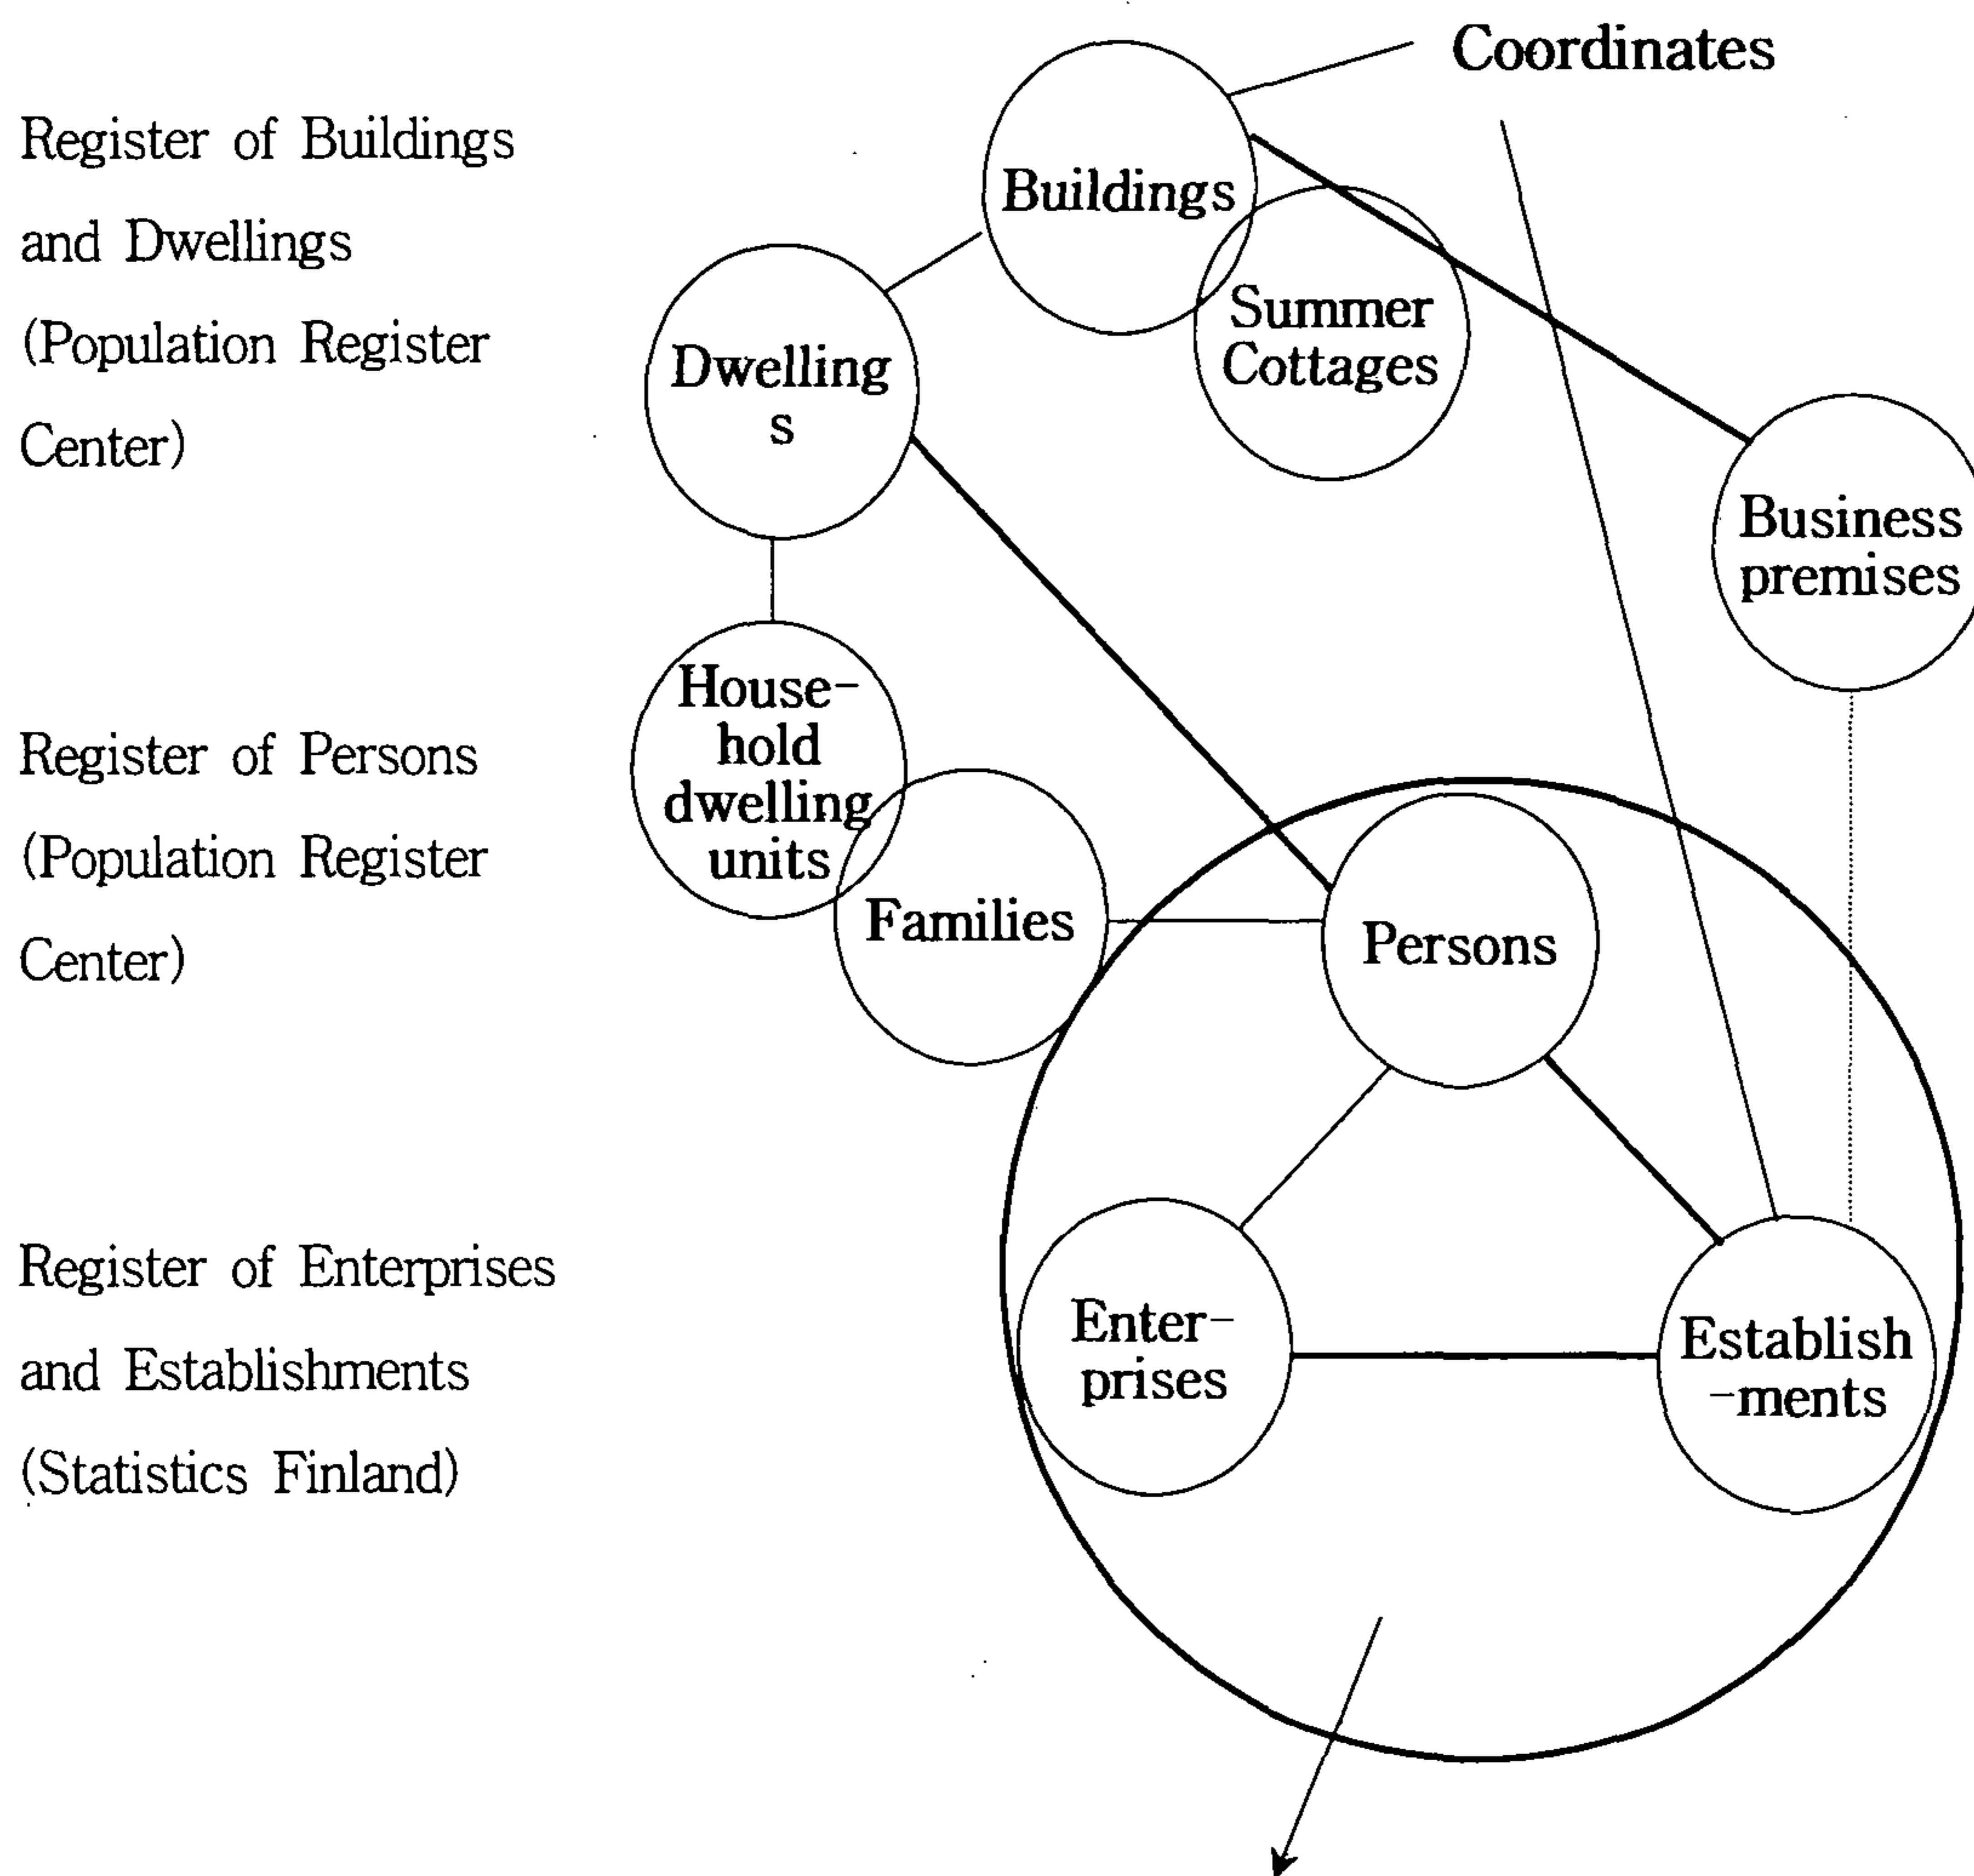 Coordinates
Register of Buildings
and Dwellings
(Population Register
Center)
Buildings
Summer
Cottages
Dwelling
s
Business
premises
House-
hold
dwelling
units
Register of Persons
(Population Register
Center)
Families
Persons
Register of Enterprises
and Establishments
(Statistics Finland)
Enter-
prises
Establish
-ments